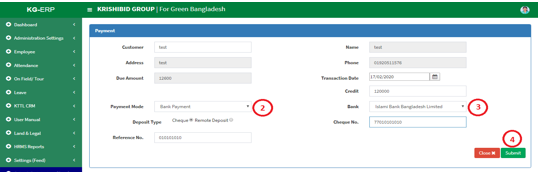 KG-ERP
KRISHIBID GROUP | For Green Bangladesh
Dashboard
Administration Settings
Employee
Attendance
On Field/ Tour
Leave
KTTL CRM
User Manual
Land & Legal
HRMS Reports
Settings (Feed)
Payment
Customer test Name test
Address test Phone
Due Amount 12000 Transaction Date 17/02/2020
Credit 120000
Payment Mode Bank Payment 2 Bank Islami Bank Bangladesh Limited 3
Deposit Type Cheque Remote Deposit Cheque No. TT010101010
Reference No. 010101010
4
Close Submit